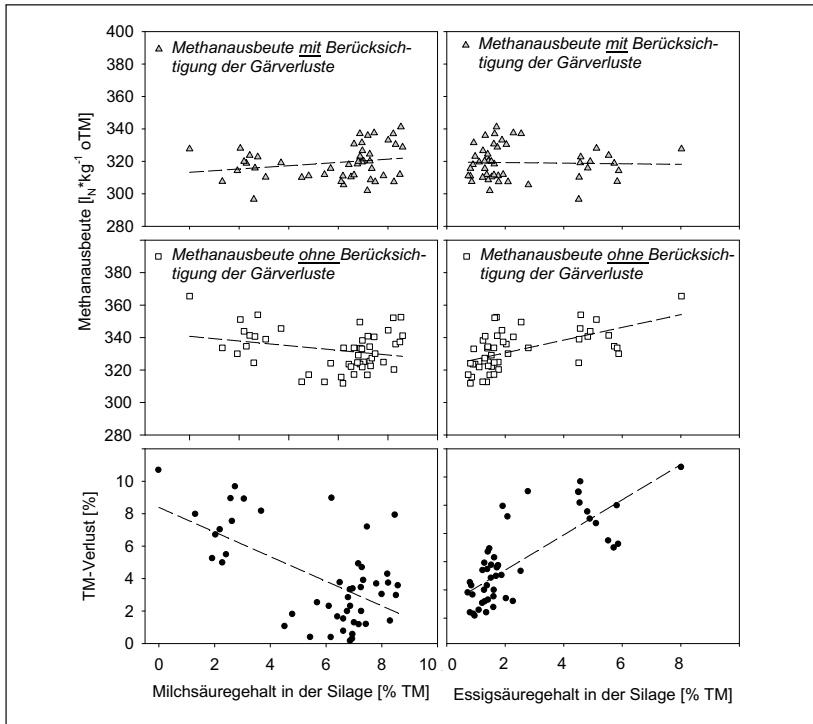 Methanausbeute [l_N*kg^-1 oTM]
400
380
360
340
320
300
280
△ Methanausbeute mit Berücksich-
tigung der Gärverluste
△ Methanausbeute mit Berücksich-
tigung der Gärverluste
380
360
340
320
300
280
□ Methanausbeute ohne Berücksich-
tigung der Gärverluste
□ Methanausbeute ohne Berücksich-
tigung der Gärverluste
TM-Verlust [%]
10
8
6
4
2
0
0 2 4 6 8 10
0 2 4 6 8
Milchsäuregehalt in der Silage [% TM]
Essigsäuregehalt in der Silage [% TM]